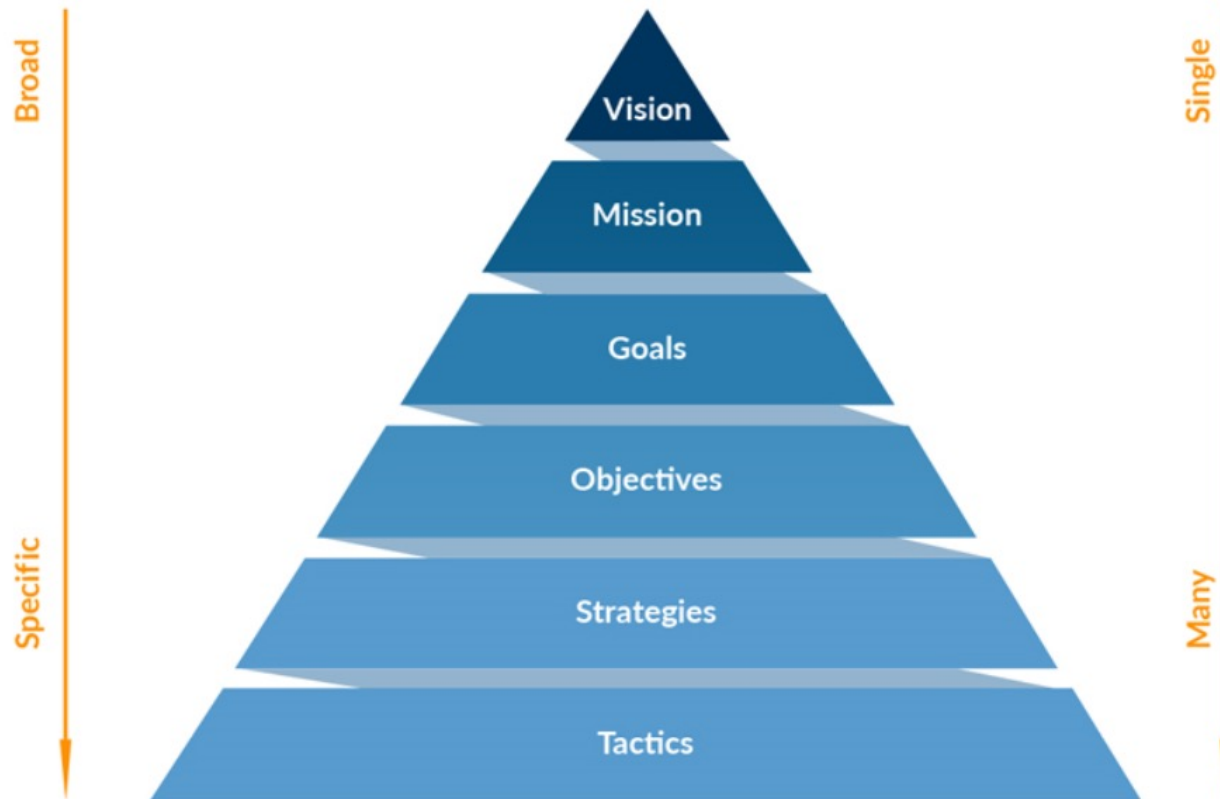 Broad
Single
Vision
Mission
Goals
Objectives
Specific
Many
Strategies
Tactics